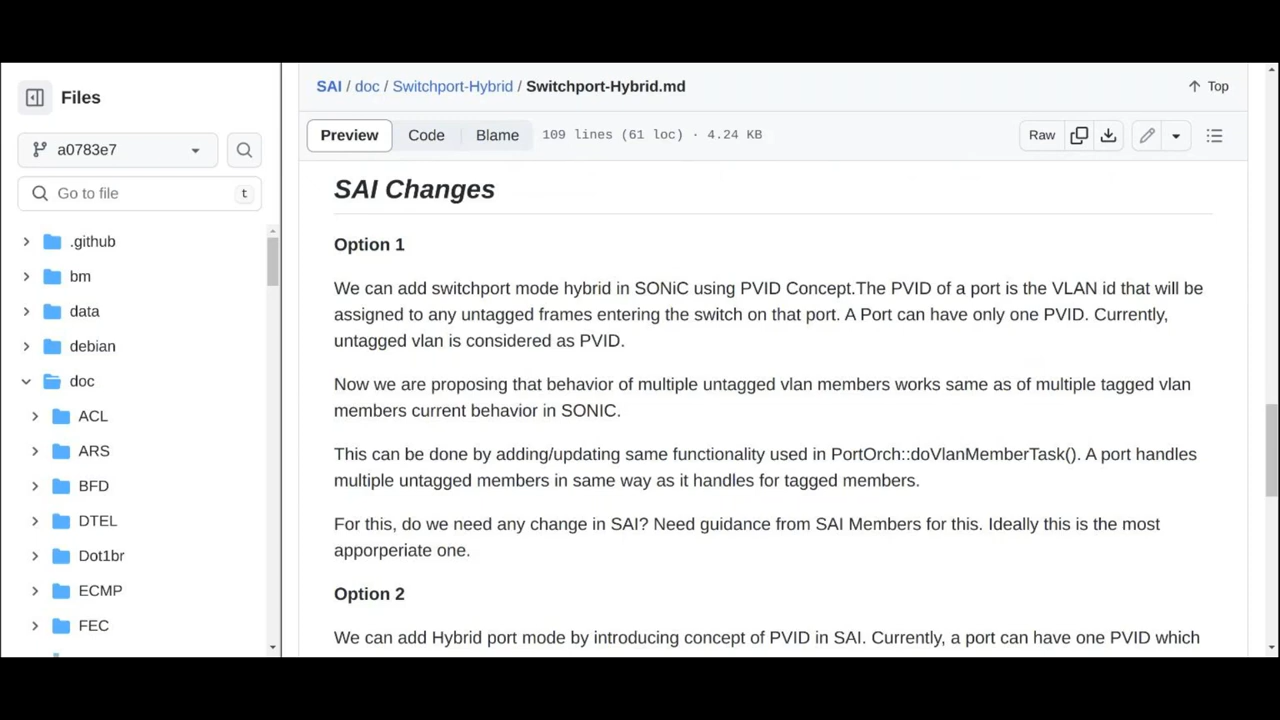 Files
a0783e7
Go to file
t
.github
bm
data
debian
doc
ACL
ARS
BFD
DTEL
Dot1br
ECMP
FEC
SAI / doc / Switchport-Hybrid / Switchport-Hybrid.md
Top
Preview
Code
Blame
109 lines (61 loc) · 4.24 KB
Raw
SAI Changes
Option 1
We can add switchport mode hybrid in SONiC using PVID Concept.The PVID of a port is the VLAN id that will be
assigned to any untagged frames entering the switch on that port. A Port can have only one PVID. Currently,
untagged vlan is considered as PVID.
Now we are proposing that behavior of multiple untagged vlan members works same as of multiple tagged vlan
members current behavior in SONIC.
This can be done by adding/updating same functionality used in PortOrch::doVlanMemberTask(). A port handles
multiple untagged members in same way as it handles for tagged members.
For this, do we need any change in SAI? Need guidance from SAI Members for this. Ideally this is the most
apporperiate one.
Option 2
We can add Hybrid port mode by introducing concept of PVID in SAI. Currently, a port can have one PVID which